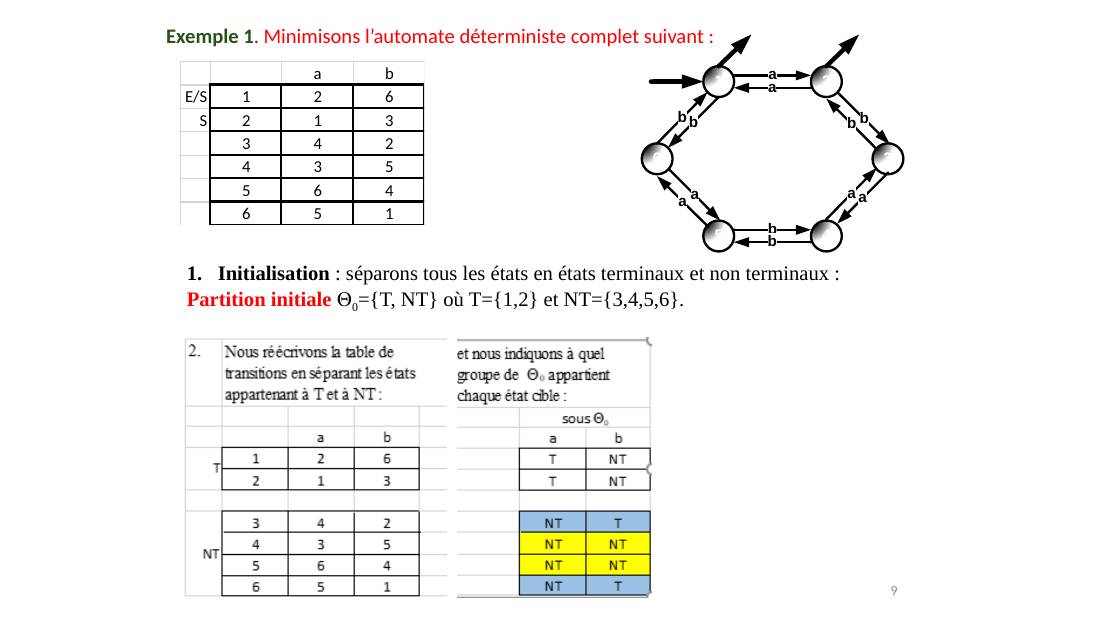 Exemple 1. Minimisons l'automate déterministe complet suivant :
a b
E/S 1 2 6
S 2 1 3
3 4 2
4 3 5
5 6 4
6 5 1
a
a
b b
b b
a a
a a
b
b
1. Initialisation : séparons tous les états en états terminaux et non terminaux :
Partition initiale Θ0={T, NT} où T={1,2} et NT={3,4,5,6}.
2. Nous réécrivons la table de
transitions en séparant les états
appartenant à T et à NT :
a b
T
1 2 6
2 1 3
NT
3 4 2
4 3 5
5 6 4
6 5 1
et nous indiquons à quel
groupe de Θ0 appartient
chaque état cible :
sous Θ0
a b
T NT
T NT
NT T
NT NT
NT NT
NT T
9